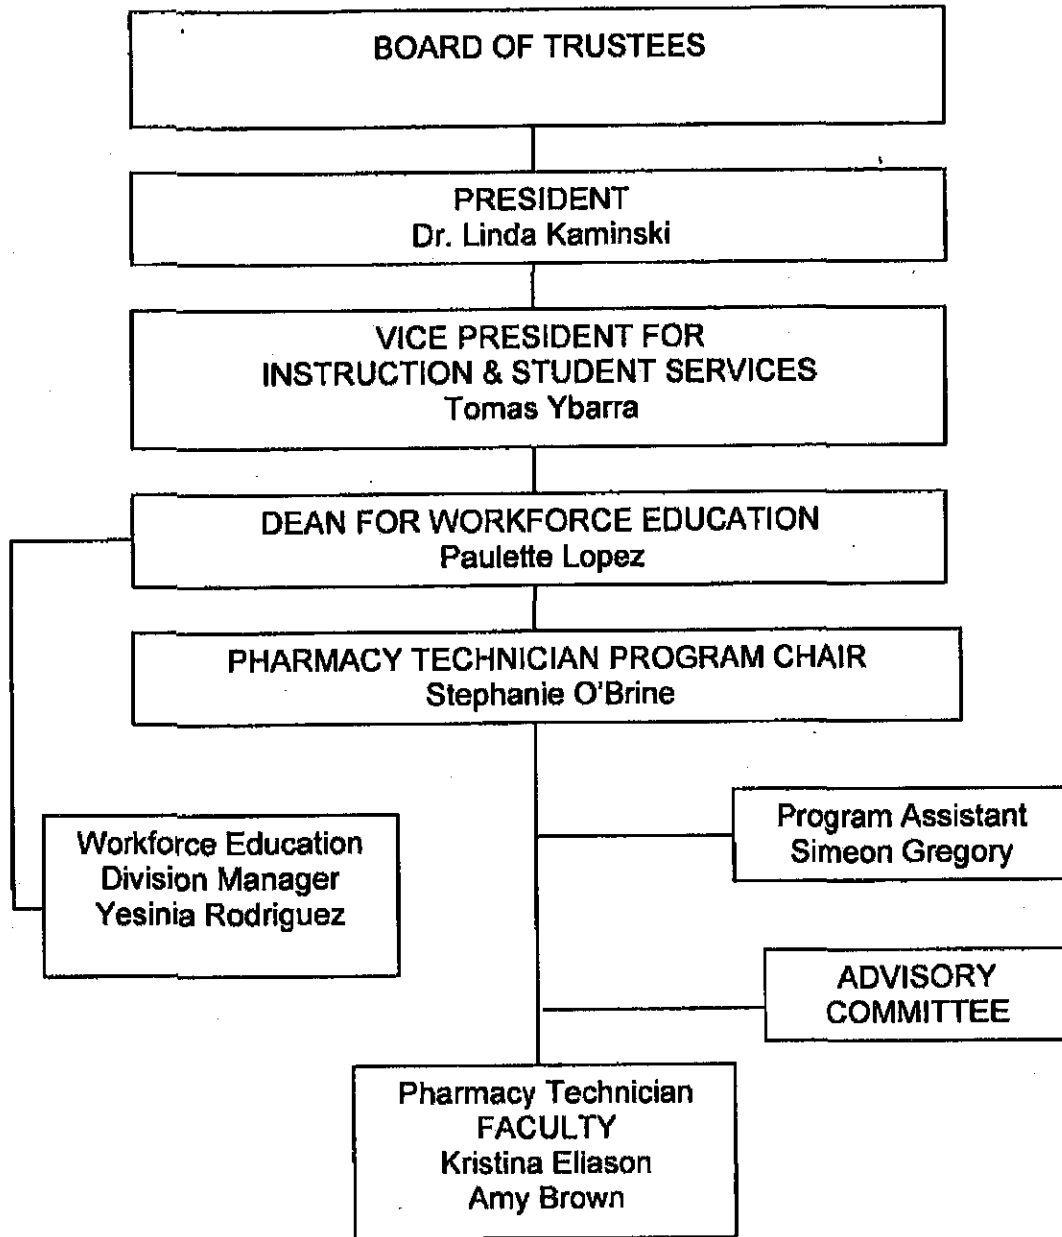 BOARD OF TRUSTEES
PRESIDENT
Dr. Linda Kaminski
VICE PRESIDENT FOR
INSTRUCTION & STUDENT SERVICES
Tomas Ybarra
DEAN FOR WORKFORCE EDUCATION
Paulette Lopez
PHARMACY TECHNICIAN PROGRAM CHAIR
Stephanie O'Brine
Program Assistant
Simeon Gregory
Workforce Education
Division Manager
Yesinia Rodriguez
ADVISORY
COMMITTEE
Pharmacy Technician
FACULTY
Kristina Eliason
Amy Brown